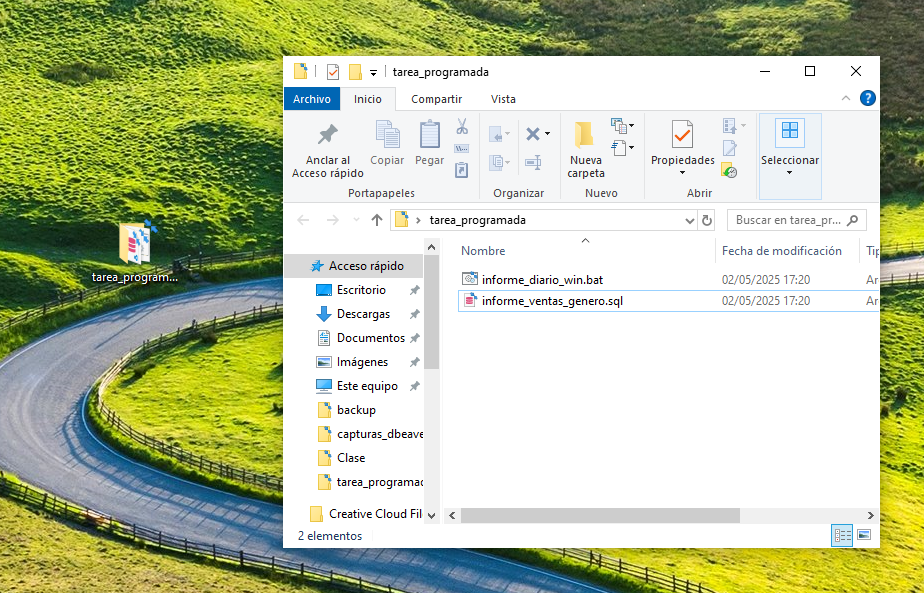 tarea_programada
Archivo
Inicio
Compartir
Vista
Anclar al
Acceso rápido
Copiar
Pegar
Portapapeles
Organizar
Nueva
carpeta
Nuevo
Propiedades
Abrir
Seleccionar
tarea_programada
Buscar en tarea_pr...
Nombre
Fecha de modificación
Tip
informe_diario_win.bat
02/05/2025 17:20
Ar
informe_ventas_genero.sql
02/05/2025 17:20
Ar
Acceso rápido
Escritorio
Descargas
Documentos
Imágenes
Este equipo
backup
capturas_dbeave
Clase
tarea_programad
Creative Cloud Fil
2 elementos
tarea_program...